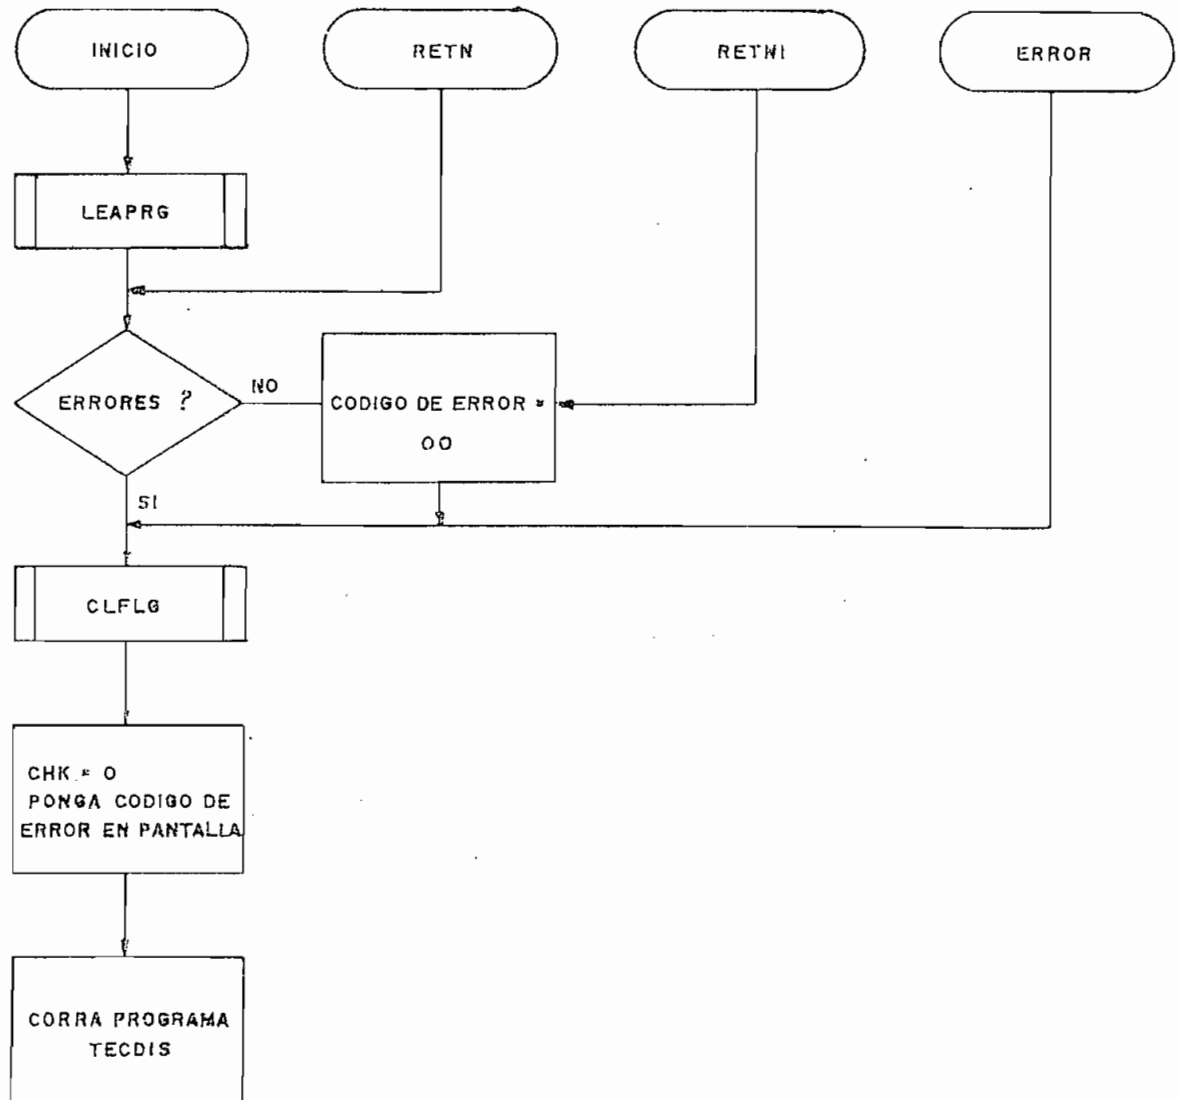 INICIO
RETN
RETNI
ERROR
LEAPRG
ERRORES ?
NO
CODIGO DE ERROR =
00
SI
CLFLG
CHK = 0
PONGA CODIGO DE
ERROR EN PANTALLA
CORRA PROGRAMA
TECDIS